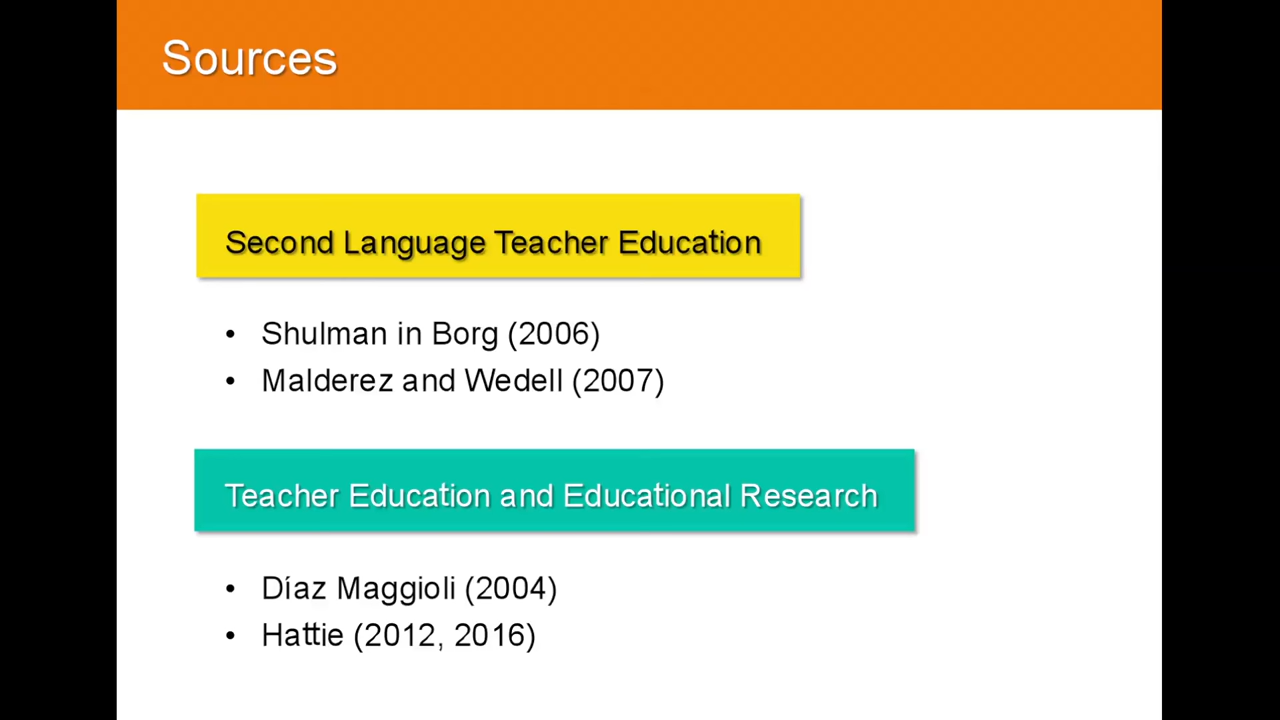 Sources
Second Language Teacher Education
• Shulman in Borg (2006)
• Malderez and Wedell (2007)
Teacher Education and Educational Research
• Díaz Maggioli (2004)
• Hattie (2012, 2016)